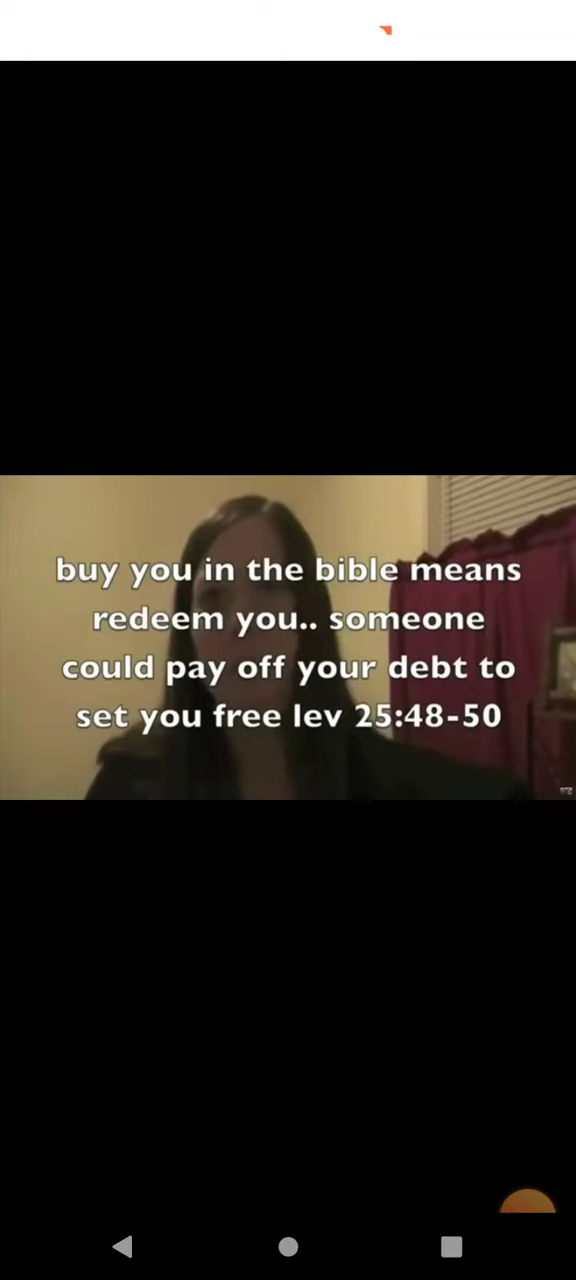 buy you in the bible means
redeem you.. someone
could pay off your debt to
set you free lev 25:48-50